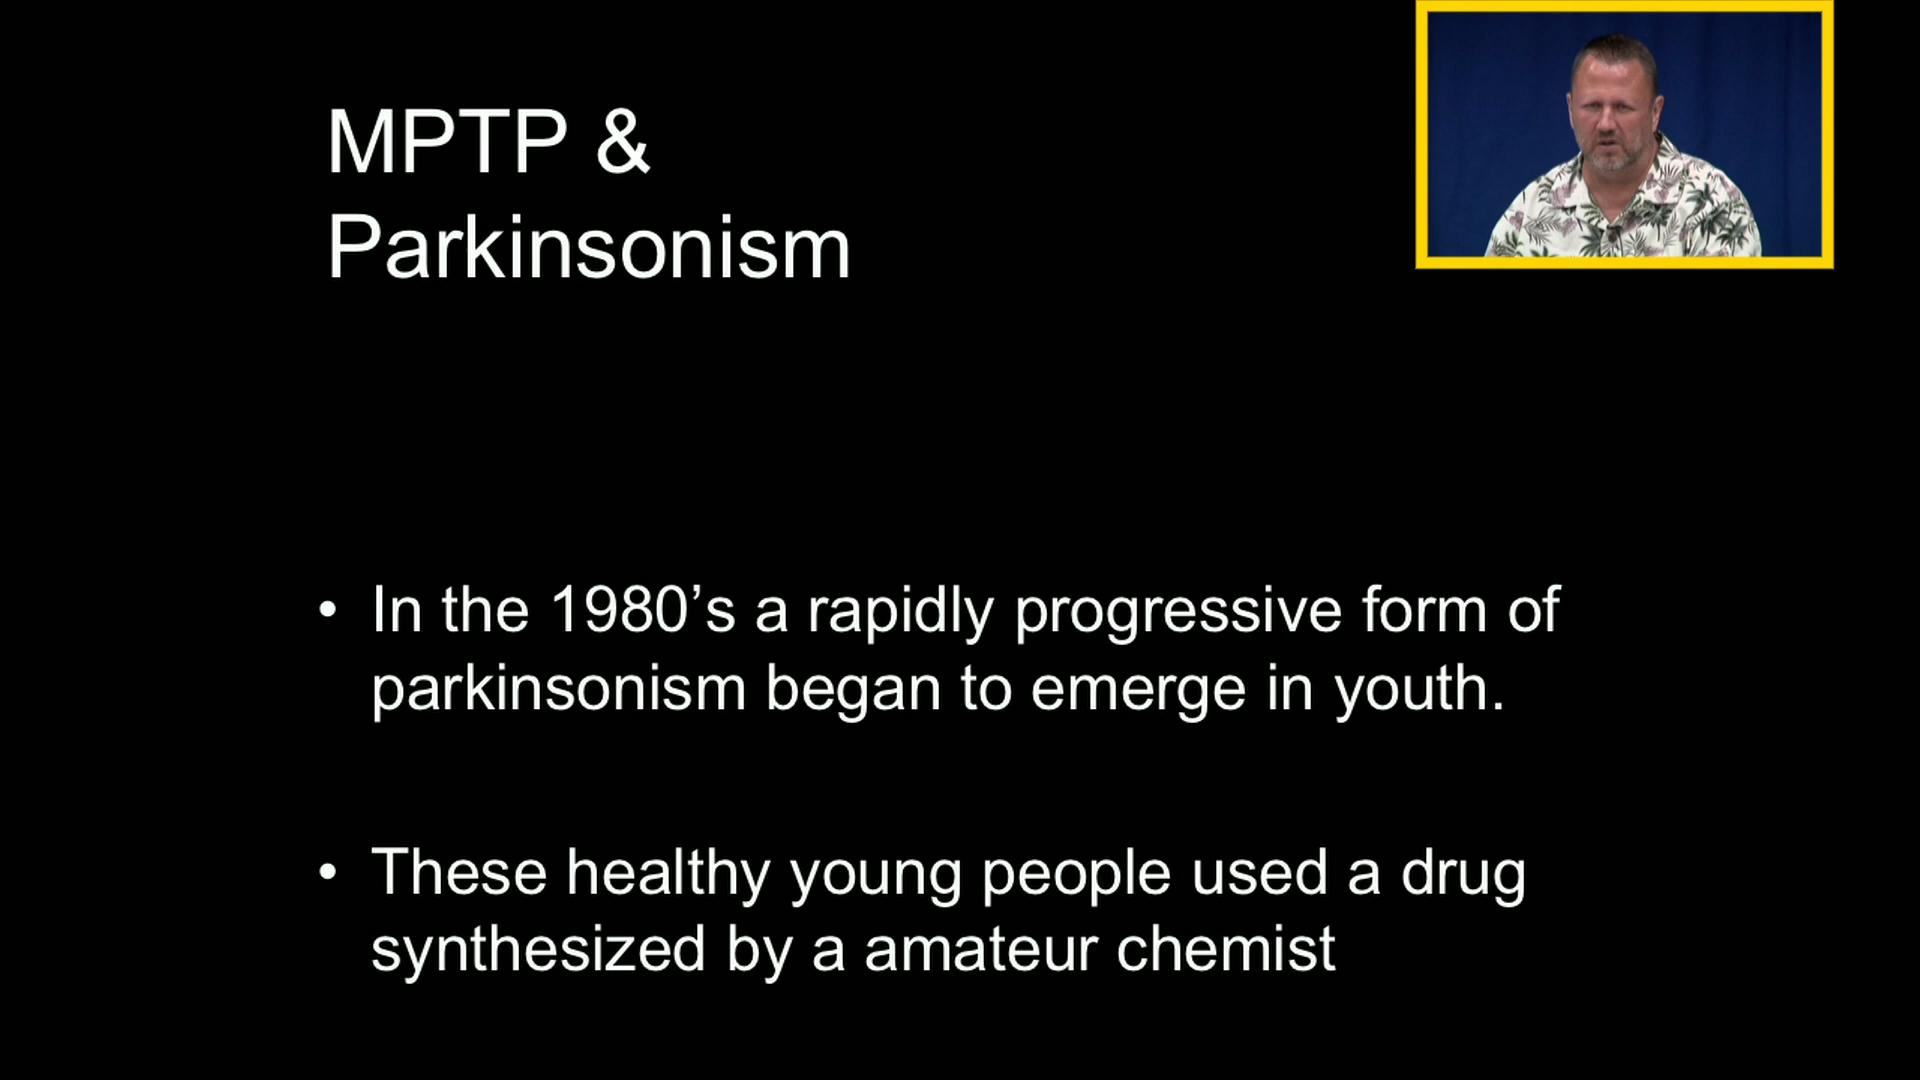 MPTP &
Parkinsonism
• In the 1980’s a rapidly progressive form of
parkinsonism began to emerge in youth.
• These healthy young people used a drug
synthesized by a amateur chemist